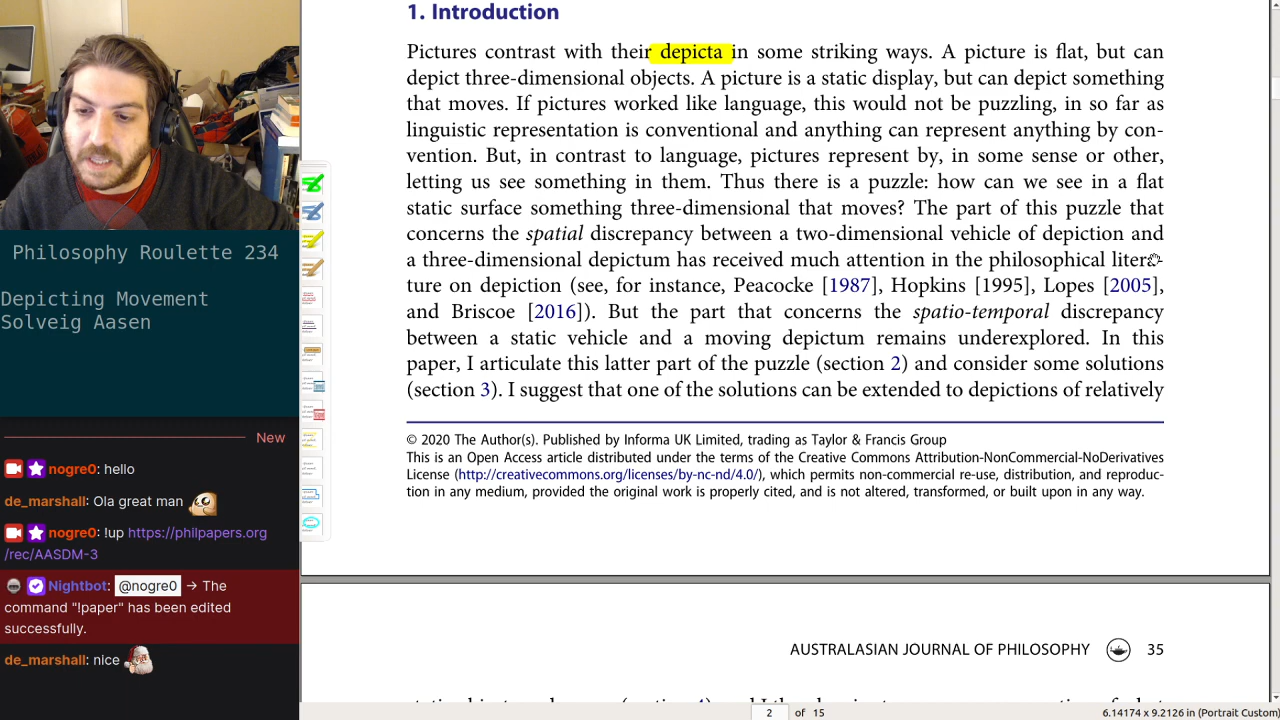 Philosophy Roulette 234
Depicting Movement
Solveig Aasen
New
nogre0: hello
de_marshall: Ola great man
nogre0: !up https://philpapers.org
/rec/AASDM-3
Nightbot: @nogre0 → The
command "!paper" has been edited
successfully.
de_marshall: nice
1. Introduction
Pictures contrast with their depicta in some striking ways. A picture is flat, but can
depict three-dimensional objects. A picture is a static display, but can depict something
that moves. If pictures worked like language, this would not be puzzling, in so far as
linguistic representation is conventional and anything can represent anything by con-
vention. But, in contrast to language, pictures represent by, in some sense or other,
letting us see something in them. Thus there is a puzzle: how can we see in a flat
static surface something three-dimensional that moves? The part of this puzzle that
concerns the spatial discrepancy between a two-dimensional vehicle of depiction and
a three-dimensional depictum has received much attention in the philosophical litera-
ture on depiction (see, for instance, Peacocke [1987], Hopkins [1995], Lopes [2005],
and Briscoe [2016]). But the part that concerns the spatio-temporal discrepancy
between a static vehicle and a moving depictum remains underexplored. In this
paper, I articulate this latter part of the puzzle (section 2) and consider some solutions
(section 3). I suggest that one of the solutions can be extended to depictions of relatively
© 2020 The Author(s). Published by Informa UK Limited, trading as Taylor & Francis Group
This is an Open Access article distributed under the terms of the Creative Commons Attribution-NonCommercial-NoDerivatives
License (http://creativecommons.org/licenses/by-nc-nd/4.0/), which permits non-commercial re-use, distribution, and reproduc-
tion in any medium, provided the original work is properly cited, and is not altered, transformed, or built upon in any way.
AUSTRALASIAN JOURNAL OF PHILOSOPHY 35
2 of 15
6.14174 x 9.2126 in (Portrait Custom)